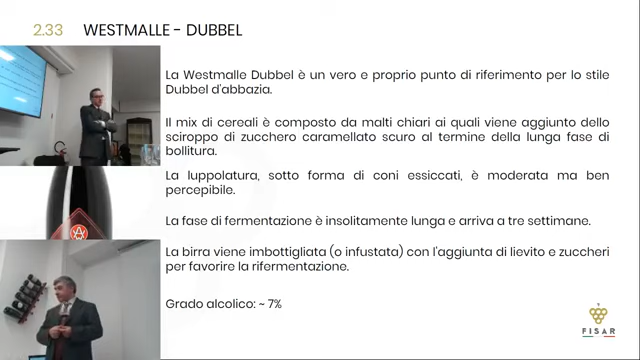 2.33 WESTMALLE - DUBBEL
La Westmalle Dubbel è un vero e proprio punto di riferimento per lo stile
Dubbel d'abbazia.
Il mix di cereali è composto da malti chiari ai quali viene aggiunto dello
sciroppo di zucchero caramellato scuro al termine della lunga fase di
bollitura.
La luppolatura, sotto forma di coni essiccati, è moderata ma ben
percepibile.
La fase di fermentazione è insolitamente lunga e arriva a tre settimane.
La birra viene imbottigliata (o infustata) con l'aggiunta di lievito e zuccheri
per favorire la rifermentazione.
Grado alcolico: ~ 7%
FISAR